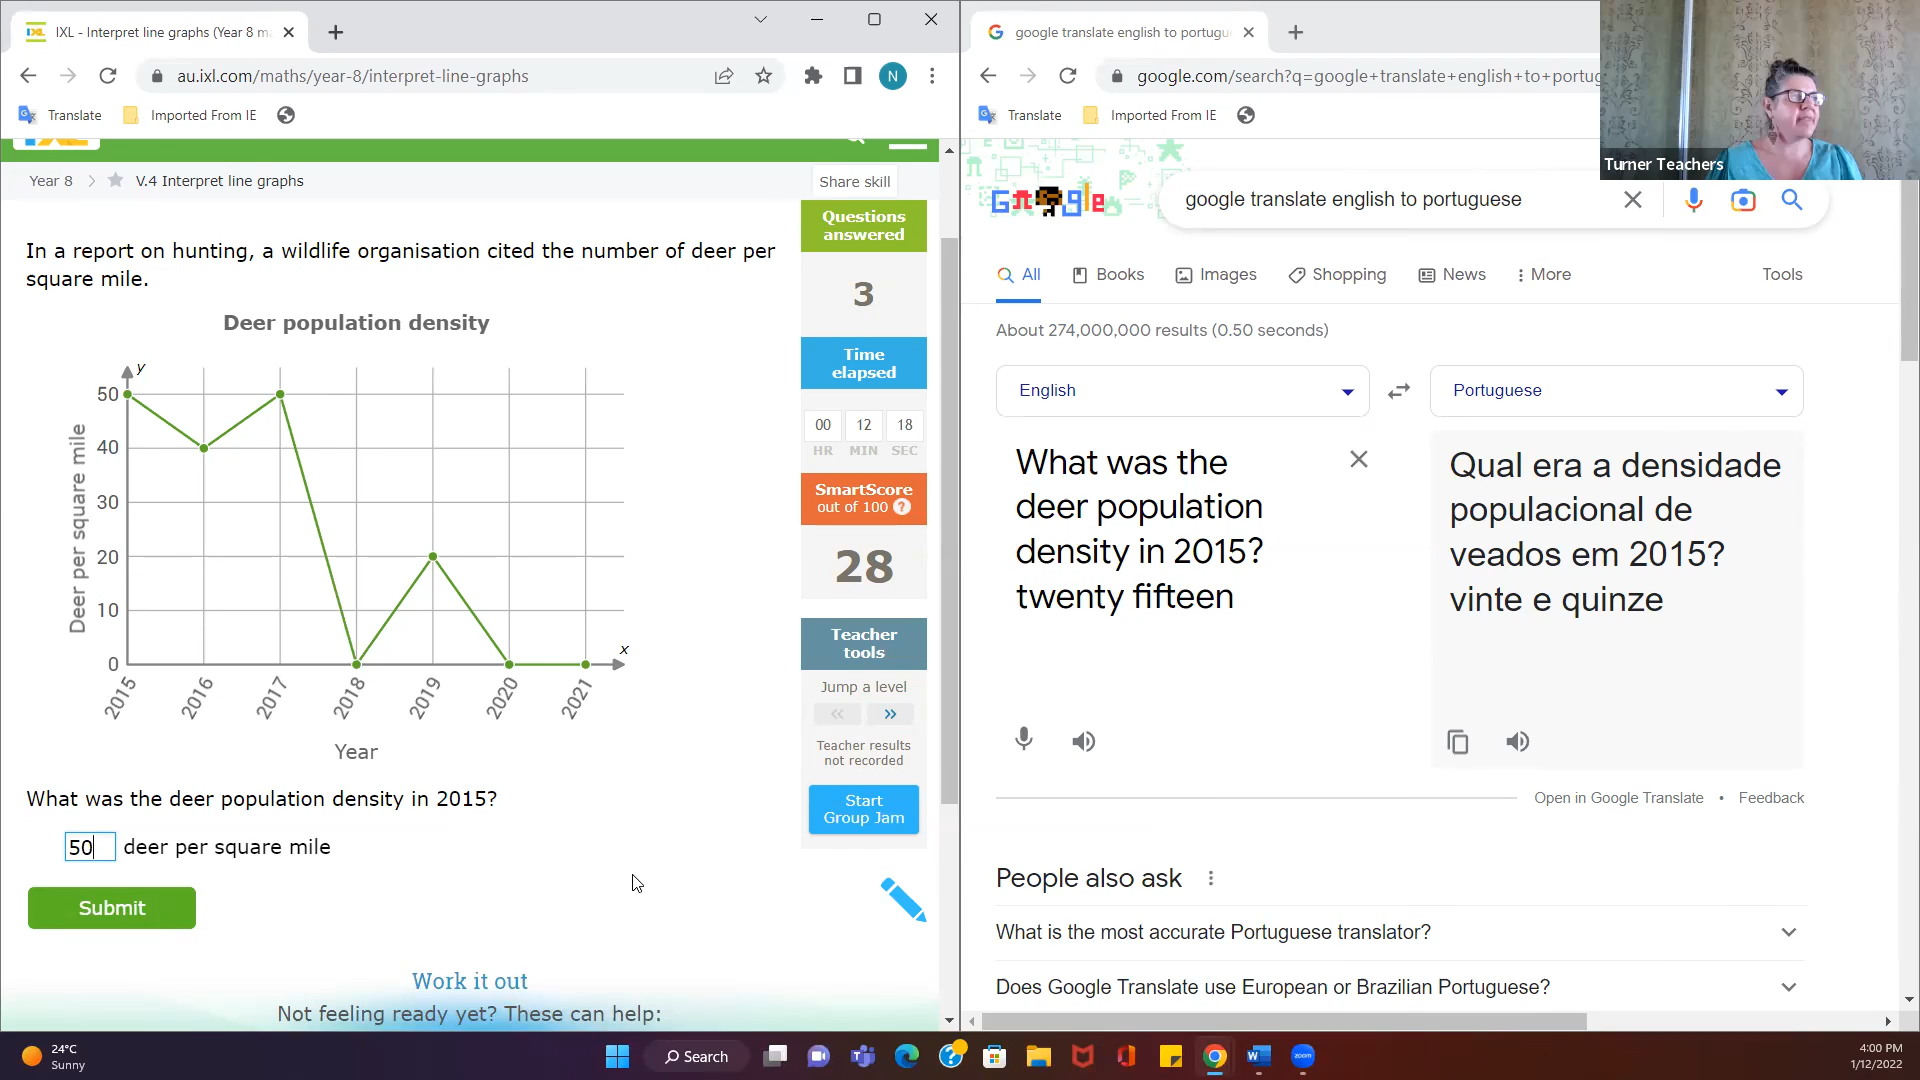 IXL - Interpret line graphs (Year 8 m
au.ixl.com/maths/year-8/interpret-line-graphs
N
Translate
Imported From IE
Year 8
V.4 Interpret line graphs
Share skill
In a report on hunting, a wildlife organisation cited the number of deer per
square mile.
Deer population density
y
50
40
30
20
10
0
Deer per square mile
x
2015
2016
2017
2018
2019
2020
2021
Year
What was the deer population density in 2015?
50 deer per square mile
Submit
Work it out
Not feeling ready yet? These can help:
Questions
answered
3
Time
elapsed
00 12 18
HR MIN SEC
SmartScore
out of 100 ?
28
Teacher
tools
Jump a level
Teacher results
not recorded
Start
Group Jam
google translate english to portugu
google.com/search?q=google+translate+english+to+portug
Translate
Imported From IE
Turner Teachers
Google
google translate english to portuguese
All
Books
Images
Shopping
News
More
Tools
About 274,000,000 results (0.50 seconds)
English
Portuguese
What was the
deer population
density in 2015?
twenty fifteen
Qual era a densidade
populacional de
veados em 2015?
vinte e quinze
Open in Google Translate • Feedback
People also ask
What is the most accurate Portuguese translator?
Does Google Translate use European or Brazilian Portuguese?
24°C
Sunny
Search
zoom
4:00 PM
1/12/2022